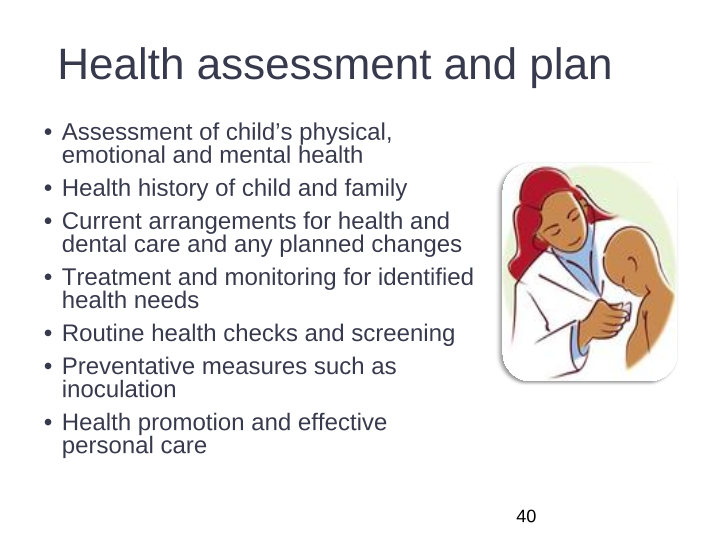 Health assessment and plan
• Assessment of child’s physical,
emotional and mental health
• Health history of child and family
• Current arrangements for health and
dental care and any planned changes
• Treatment and monitoring for identified
health needs
• Routine health checks and screening
• Preventative measures such as
inoculation
• Health promotion and effective
personal care
40